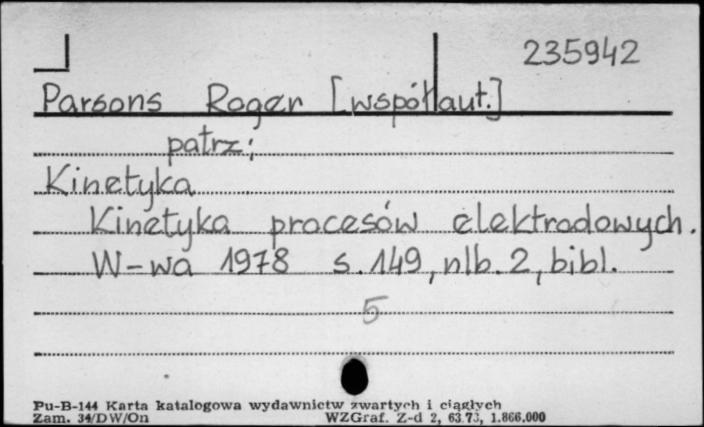 235942
Parsons Roger [współaut.]
patrz:
Kinetyka
Kinetyka procesów elektrodowych.
W-wa 1978 s. 149, nlb. 2, bibl.
5
Pu-B-144 Karta katalogowa wydawnictw zwartych i ciągłych
Zam. 34/DW/On WZGraf. Z-d 2, 63.73, 1.866.000